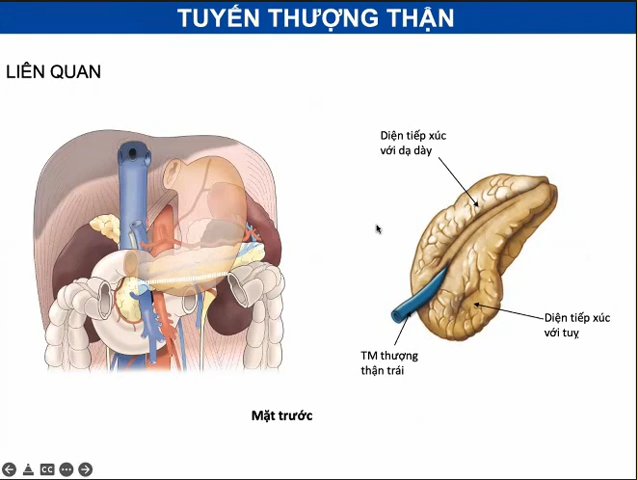 TUYẾN THƯỢNG THẬN
LIÊN QUAN
Diện tiếp xúc
với dạ dày
Diện tiếp xúc
với tuỵ
TM thượng
thận trái
Mặt trước
CC